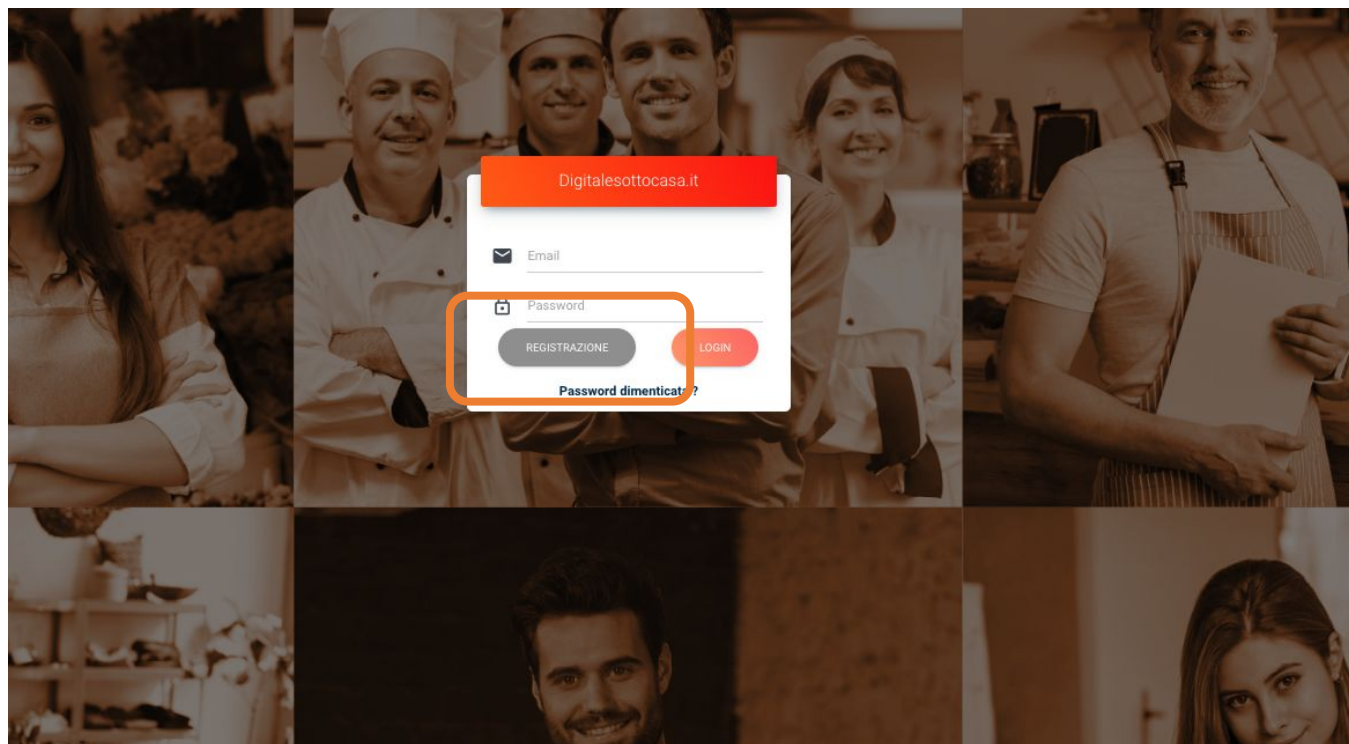 Digitalesottocasa.it
Email
Password
REGISTRAZIONE LOGIN
Password dimenticata ?